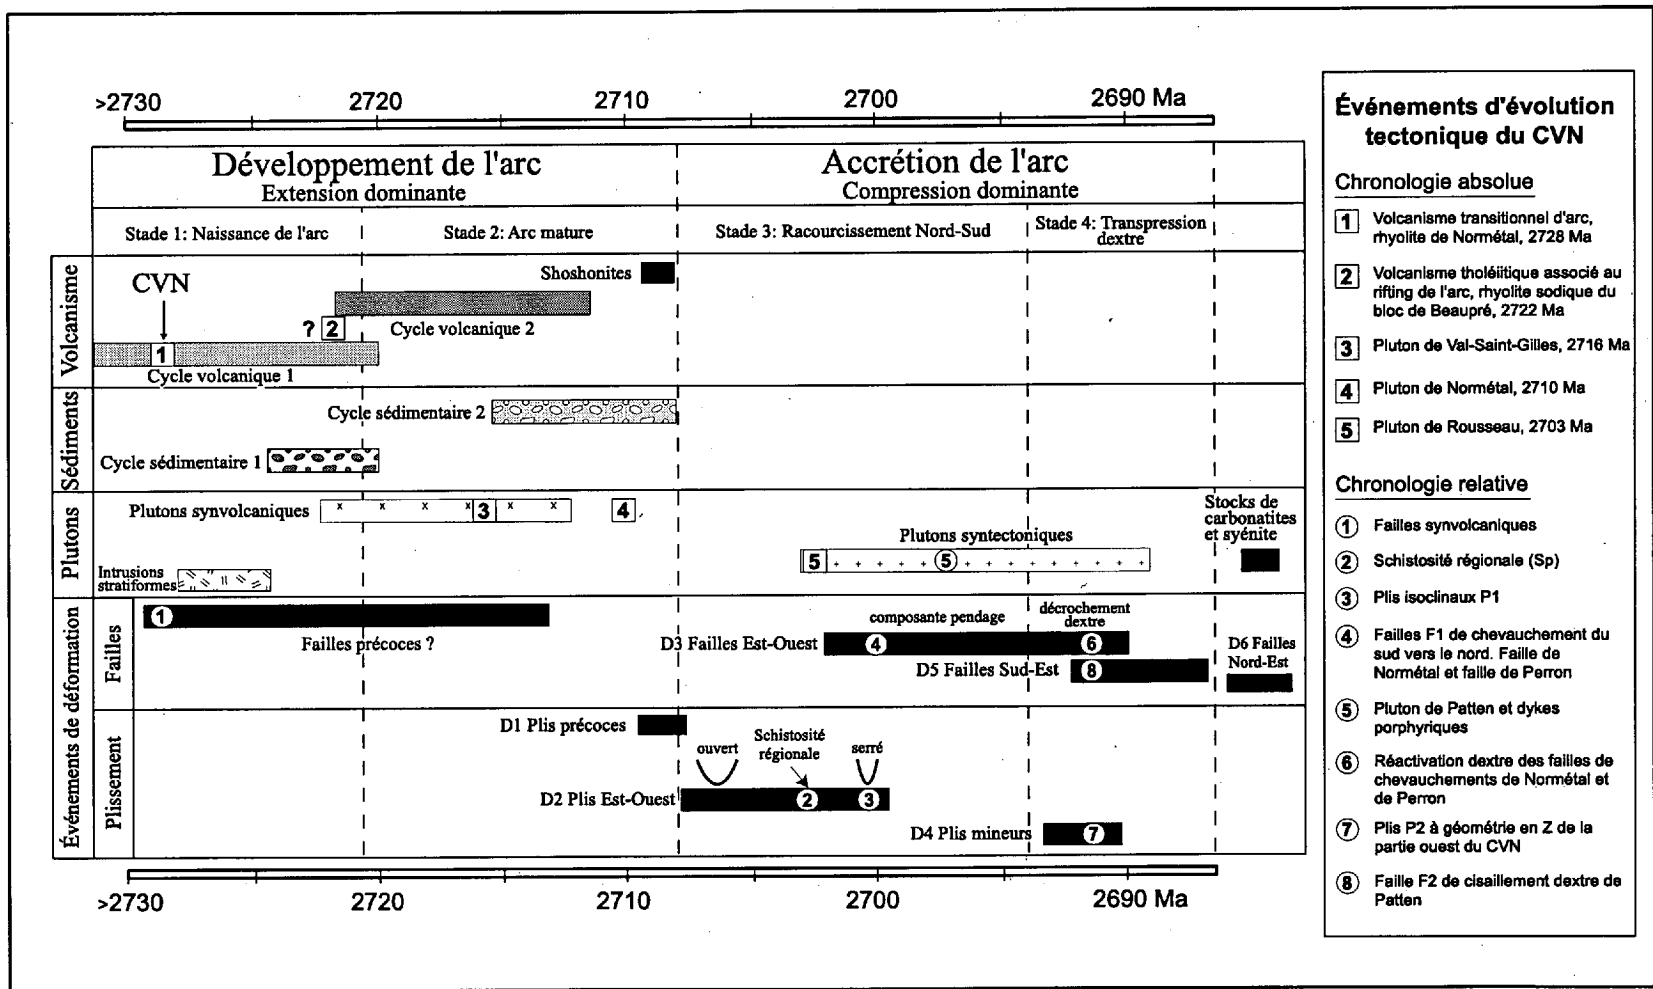 >2730 2720 2710 2700 2690 Ma
Développement de l'arc
Extension dominante
Accrétion de l'arc
Compression dominante
Stade 1: Naissance de l'arc
Stade 2: Arc mature
Stade 3: Racourcissement Nord-Sud
Stade 4: Transpression
dextre
Volcanisme
Shoshonites
CVN
? 2
Cycle volcanique 2
1
Cycle volcanique 1
Sédiments
Cycle sédimentaire 2
Cycle sédimentaire 1
Plutons
Plutons synvolcaniques
3
4
Stocks de
carbonatites
et syénite
Plutons syntectoniques
5
5
Intrusions
stratiformes
Événements de déformation
Failles
1
Failles précoces ?
composante pendage
décrochement
dextre
D3 Failles Est-Ouest
4
6
D5 Failles Sud-Est
8
D6 Failles
Nord-Est
Plissement
D1 Plis précoces
ouvert
Schistosité
régionale
serré
D2 Plis Est-Ouest
2
3
D4 Plis mineurs
7
>2730 2720 2710 2700 2690 Ma
Événements d'évolution
tectonique du CVN
Chronologie absolue
1 Volcanisme transitionnel d'arc,
rhyolite de Normétal, 2728 Ma
2 Volcanisme tholéiitique associé au
rifting de l'arc, rhyolite sodique du
bloc de Beaupré, 2722 Ma
3 Pluton de Val-Saint-Gilles, 2716 Ma
4 Pluton de Normétal, 2710 Ma
5 Pluton de Rousseau, 2703 Ma
Chronologie relative
1 Failles synvolcaniques
2 Schistosité régionale (Sp)
3 Plis isoclinaux P1
4 Failles F1 de chevauchement du
sud vers le nord. Faille de
Normétal et faille de Perron
5 Pluton de Patten et dykes
porphyriques
6 Réactivation dextre des failles de
chevauchements de Normétal et
de Perron
7 Plis P2 à géométrie en Z de la
partie ouest du CVN
8 Faille F2 de cisaillement dextre de
Patten